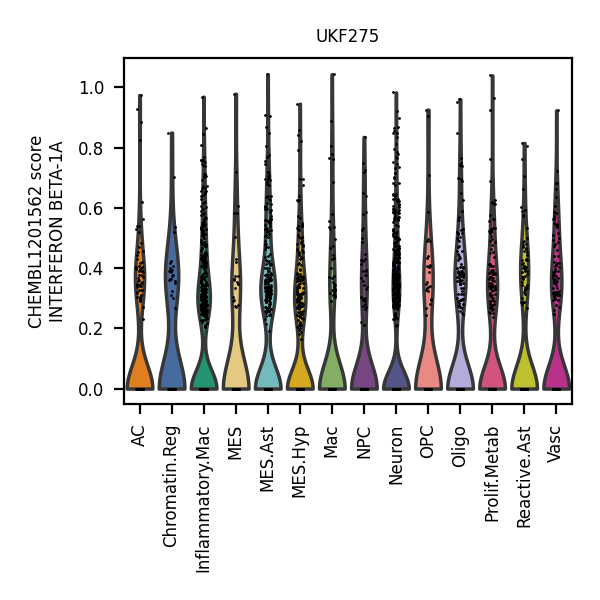 UKF275
CHEMBL1201562 score
INTERFERON BETA-1A
1.0
0.8
0.6
0.4
0.2
0.0
AC
Chromatin.Reg
Inflammatory.Mac
MES
MES.Ast
MES.Hyp
Mac
NPC
Neuron
OPC
Oligo
Prolif.Metab
Reactive.Ast
Vasc